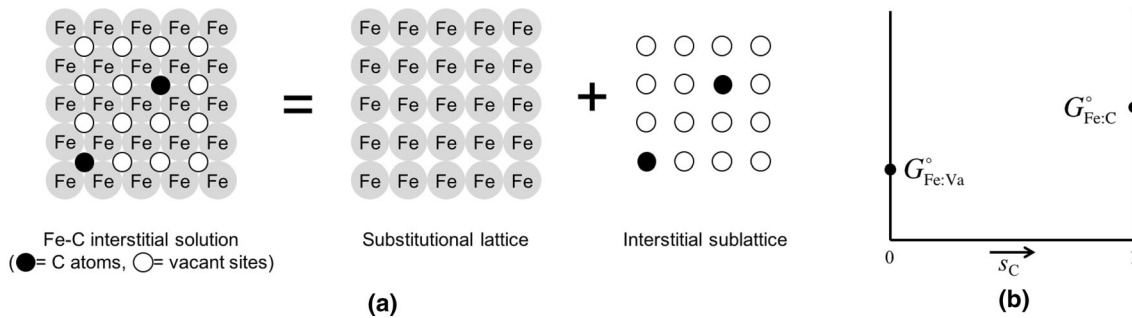 Fe Fe Fe Fe Fe
Fe Fe Fe Fe Fe
Fe Fe Fe Fe Fe
Fe Fe Fe Fe Fe
Fe Fe Fe Fe Fe
=
Fe Fe Fe Fe Fe
Fe Fe Fe Fe Fe
Fe Fe Fe Fe Fe
Fe Fe Fe Fe Fe
Fe Fe Fe Fe Fe
+
Fe-C interstitial solution
(●= C atoms, ○= vacant sites)
Substitutional lattice
Interstitial sublattice
(a)
G°Fe:C
G°Fe:Va
0
sC
(b)